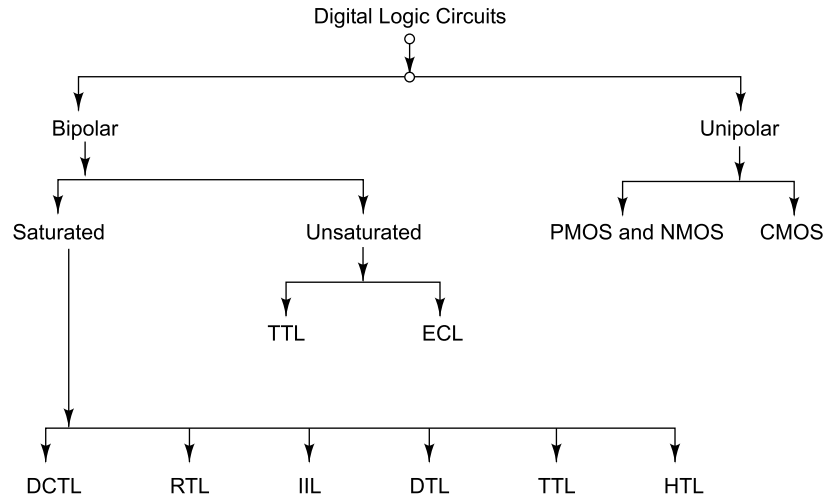 Digital Logic Circuits
Bipolar
Unipolar
Saturated
Unsaturated
PMOS and NMOS
CMOS
TTL
ECL
DCTL
RTL
IIL
DTL
TTL
HTL